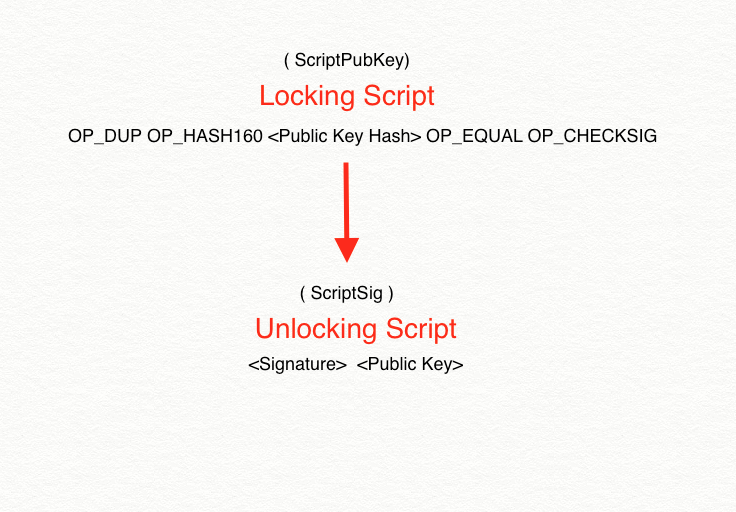 ( ScriptPubKey)
Locking Script
OP_DUP OP_HASH160 <Public Key Hash> OP_EQUAL OP_CHECKSIG
( ScriptSig )
Unlocking Script
<Signature> <Public Key>